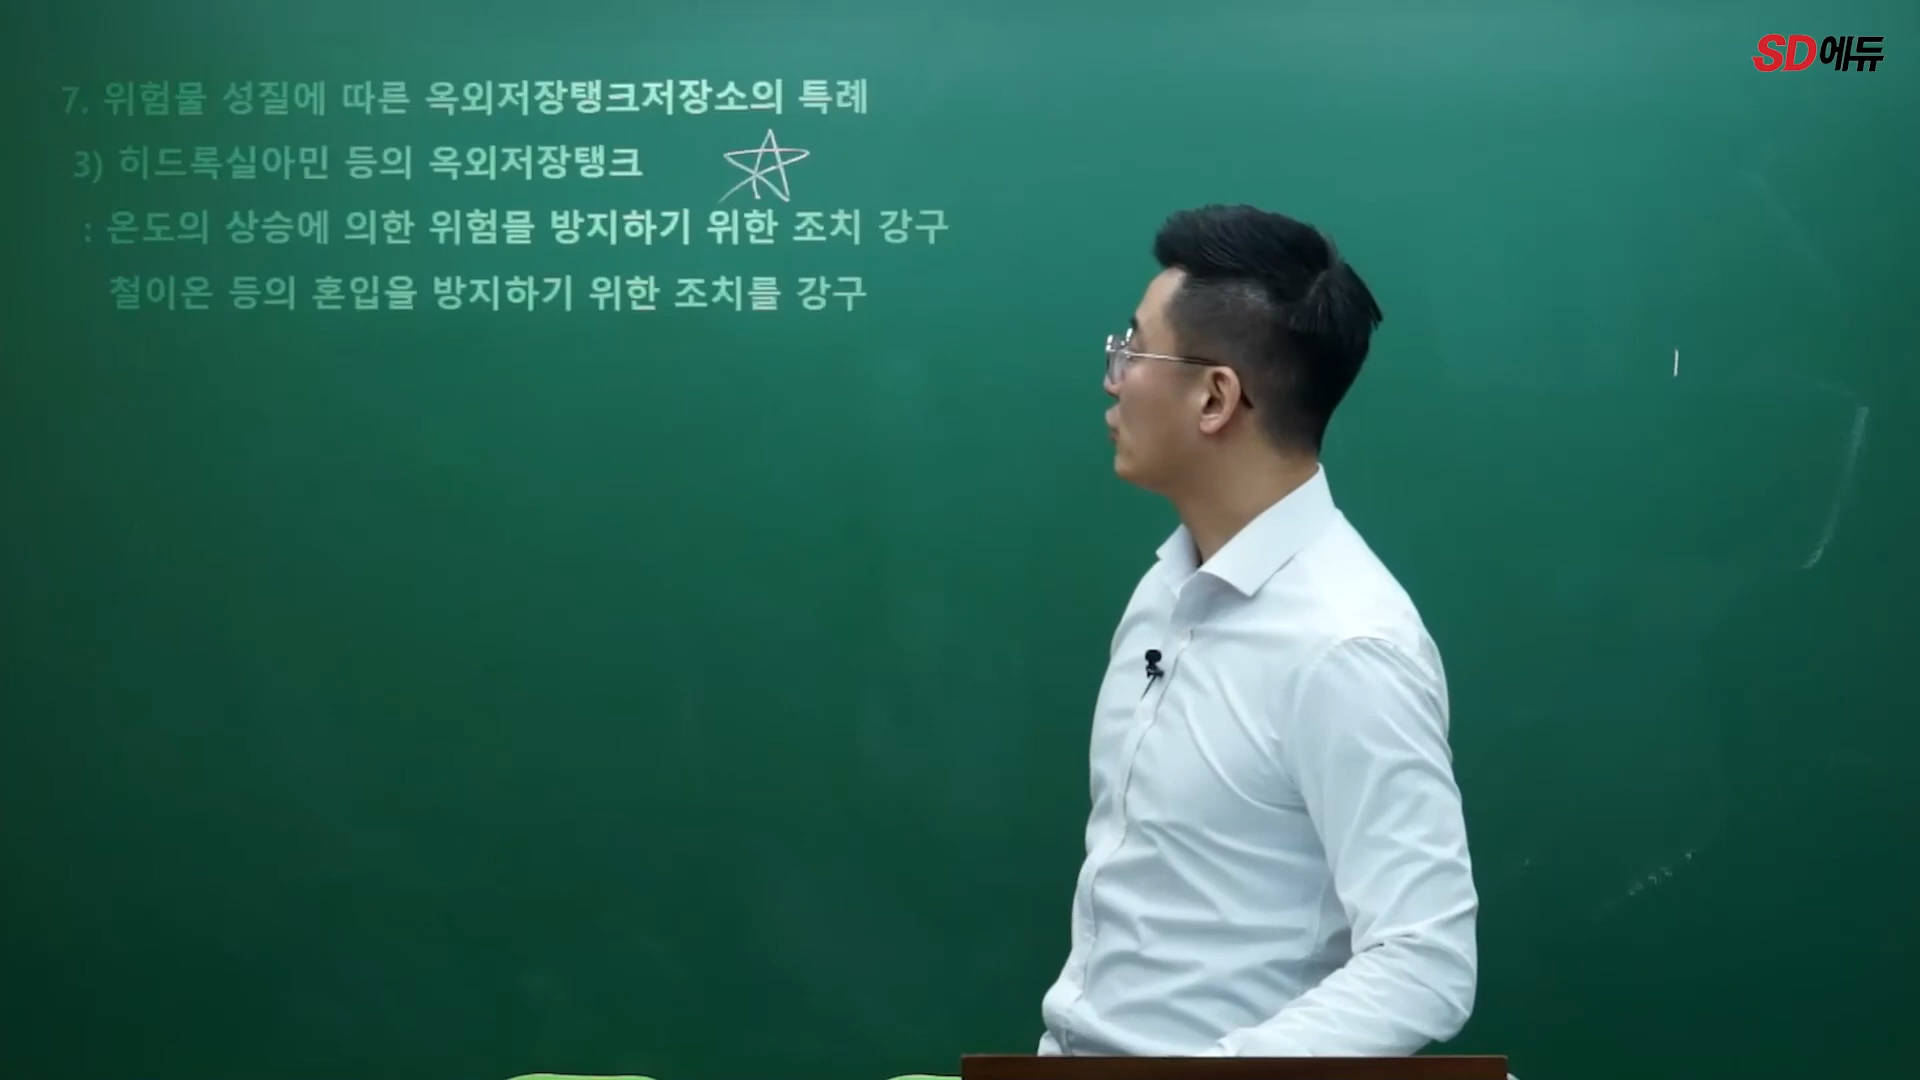 SD에듀
7. 위험물 성질에 따른 옥외저장탱크저장소의 특례
3) 히드록실아민 등의 옥외저장탱크
: 온도의 상승에 의한 위험믈 방지하기 위한 조치 강구
철이온 등의 혼입을 방지하기 위한 조치를 강구